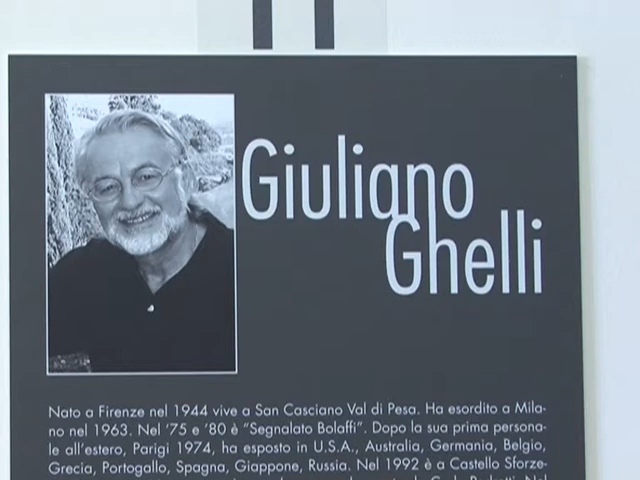 Giuliano
Ghelli
Nato a Firenze nel 1944 vive a San Casciano Val di Pesa. Ha esordito a Mila-
no nel 1963. Nel '75 e '80 è "Segnalato Bolaffi". Dopo la sua prima persona-
le all'estero, Parigi 1974, ha esposto in U.S.A., Australia, Germania, Belgio,
Grecia, Portogallo, Spagna, Giappone, Russia. Nel 1992 è a Castello Sforze-